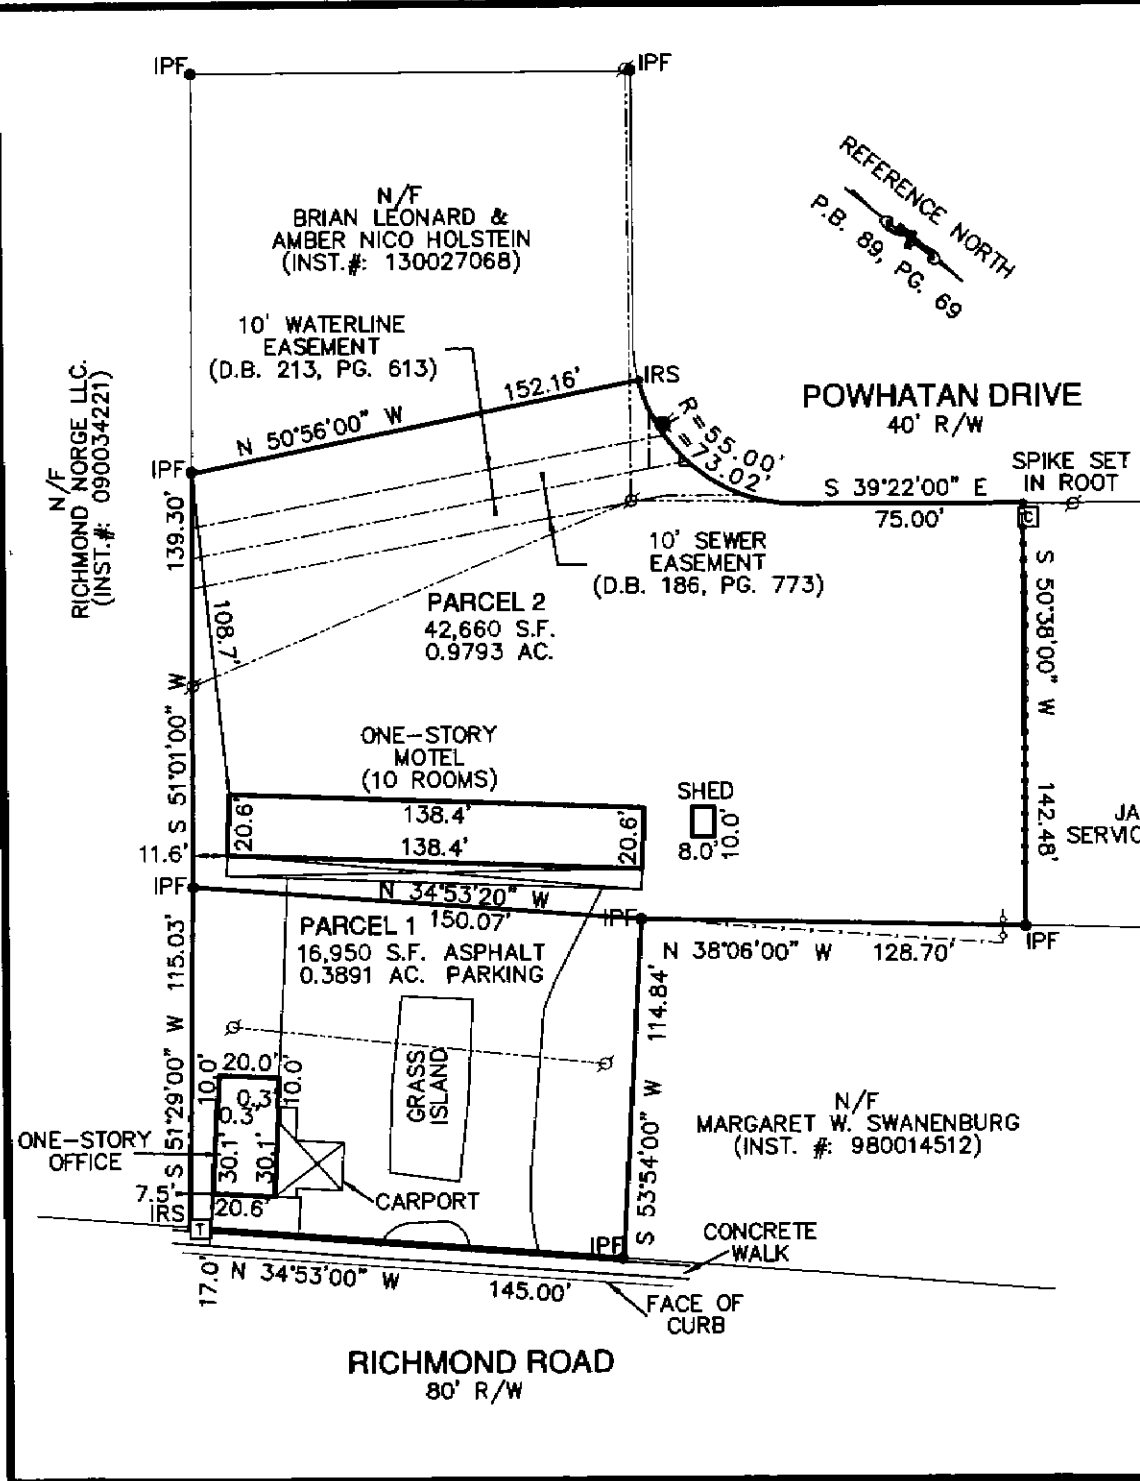 IPF
IPF
N/F
BRIAN LEONARD &
AMBER NICO HOLSTEIN
(INST.#: 130027068)
REFERENCE NORTH
P.B. 89, PG. 69
10' WATERLINE
EASEMENT
(D.B. 213, PG. 613)
N/F
RICHMOND NORGE LLC.
(INST.#: 090034221)
152.16'
IRS
N 50°56'00" W
R=55.00'
L=73.02'
POWHATAN DRIVE
40' R/W
IPF
139.30'
SPIKE SET
IN ROOT
S 39°22'00" E
75.00'
C
10' SEWER
EASEMENT
(D.B. 186, PG. 773)
PARCEL 2
42,660 S.F.
0.9793 AC.
108.7'
S 50°38'00" W
142.48'
S 51°01'00" W
ONE-STORY
MOTEL
(10 ROOMS)
138.4'
138.4'
20.6'
20.6'
SHED
8.0'
10.0'
JA
SERVIC
11.6'
IPF
N 34°53'20" W
150.07'
IPF
N 38°06'00" W
128.70'
IPF
PARCEL 1
16,950 S.F. ASPHALT
0.3891 AC. PARKING
115.03'
S 51°29'00" W
114.84'
S 53°54'00" W
GRASS
ISLAND
20.0'
10.0'
10.0'
0.3'
0.3'
30.1'
30.1'
ONE-STORY
OFFICE
7.5'
IRS
20.6'
T
CARPORT
N/F
MARGARET W. SWANENBURG
(INST. #: 980014512)
IPF
CONCRETE
WALK
17.0'
N 34°53'00" W
145.00'
FACE OF
CURB
RICHMOND ROAD
80' R/W